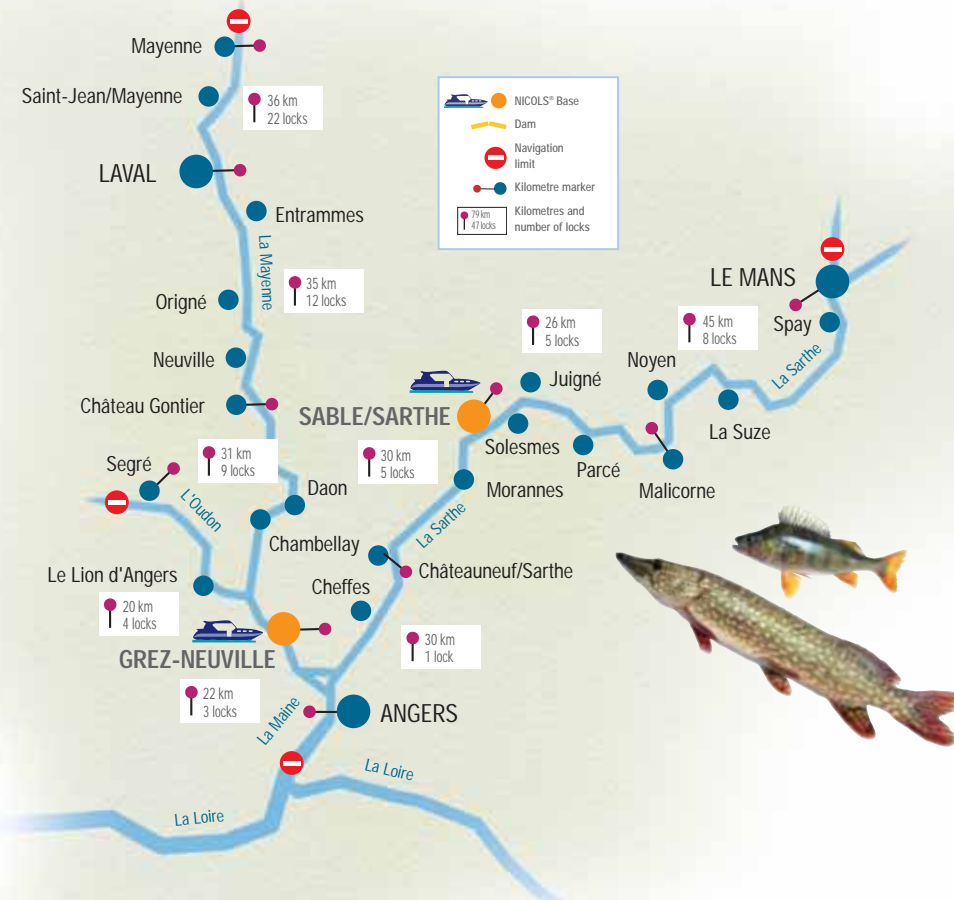 Mayenne
Saint-Jean/Mayenne
36 km
22 locks
LAVAL
Entrammes
La Mayenne
35 km
12 locks
Origné
Neuville
Château Gontier
31 km
9 locks
Segré
L'Oudon
Daon
Chambellay
Le Lion d'Angers
20 km
4 locks
GREZ-NEUVILLE
22 km
3 locks
La Maine
ANGERS
La Loire
La Loire
NICOLS® Base
Dam
Navigation
limit
Kilometre marker
79 km
47 locks
Kilometres and
number of locks
LE MANS
Spay
La Sarthe
45 km
8 locks
26 km
5 locks
Noyen
Juigné
La Suze
SABLE/SARTHE
Solesmes
Parcé
Malicorne
30 km
5 locks
Morannes
La Sarthe
Châteauneuf/Sarthe
Cheffes
30 km
1 lock